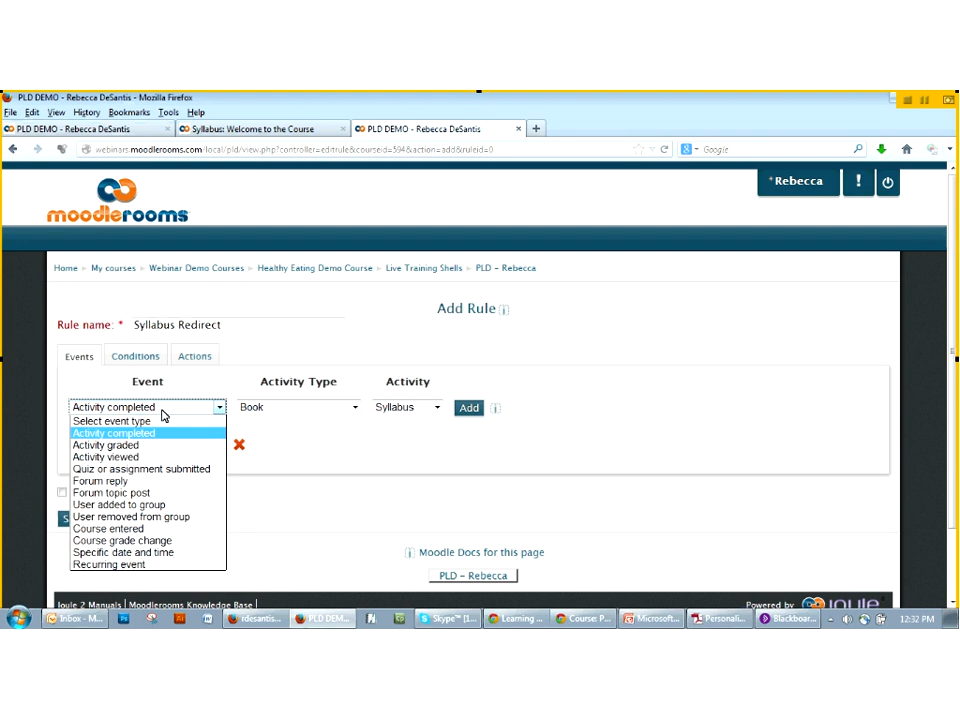 PLD DEMO - Rebecca DeSantis - Mozilla Firefox
File Edit View History Bookmarks Tools Help
PLD DEMO - Rebecca DeSantis × Syllabus: Welcome to the Course × PLD DEMO - Rebecca DeSantis × +
webinars.moodlerooms.com/local/pld/view.php?controller=editrule&courseid=594&action=add&ruleid=0 Google
moodlerooms
Rebecca !
Home My courses Webinar Demo Courses Healthy Eating Demo Course Live Training Shells PLD - Rebecca
Add Rule
Rule name: * Syllabus Redirect
Events Conditions Actions
Event Activity Type Activity
Activity completed Book Syllabus Add
Select event type
Activity completed
Activity graded
Activity viewed
Quiz or assignment submitted
Forum reply
Forum topic post
User added to group
User removed from group
Course entered
Course grade change
Specific date and time
Recurring event
Moodle Docs for this page
PLD - Rebecca
Joule 2 Manuals | Moodlerooms Knowledge Base |
Powered by joule
Inbox - M... rdesantis... PLD DEM... Skype™ [1... Learning ... Course: P... Microsoft... Personali... Blackboar... 12:32 PM